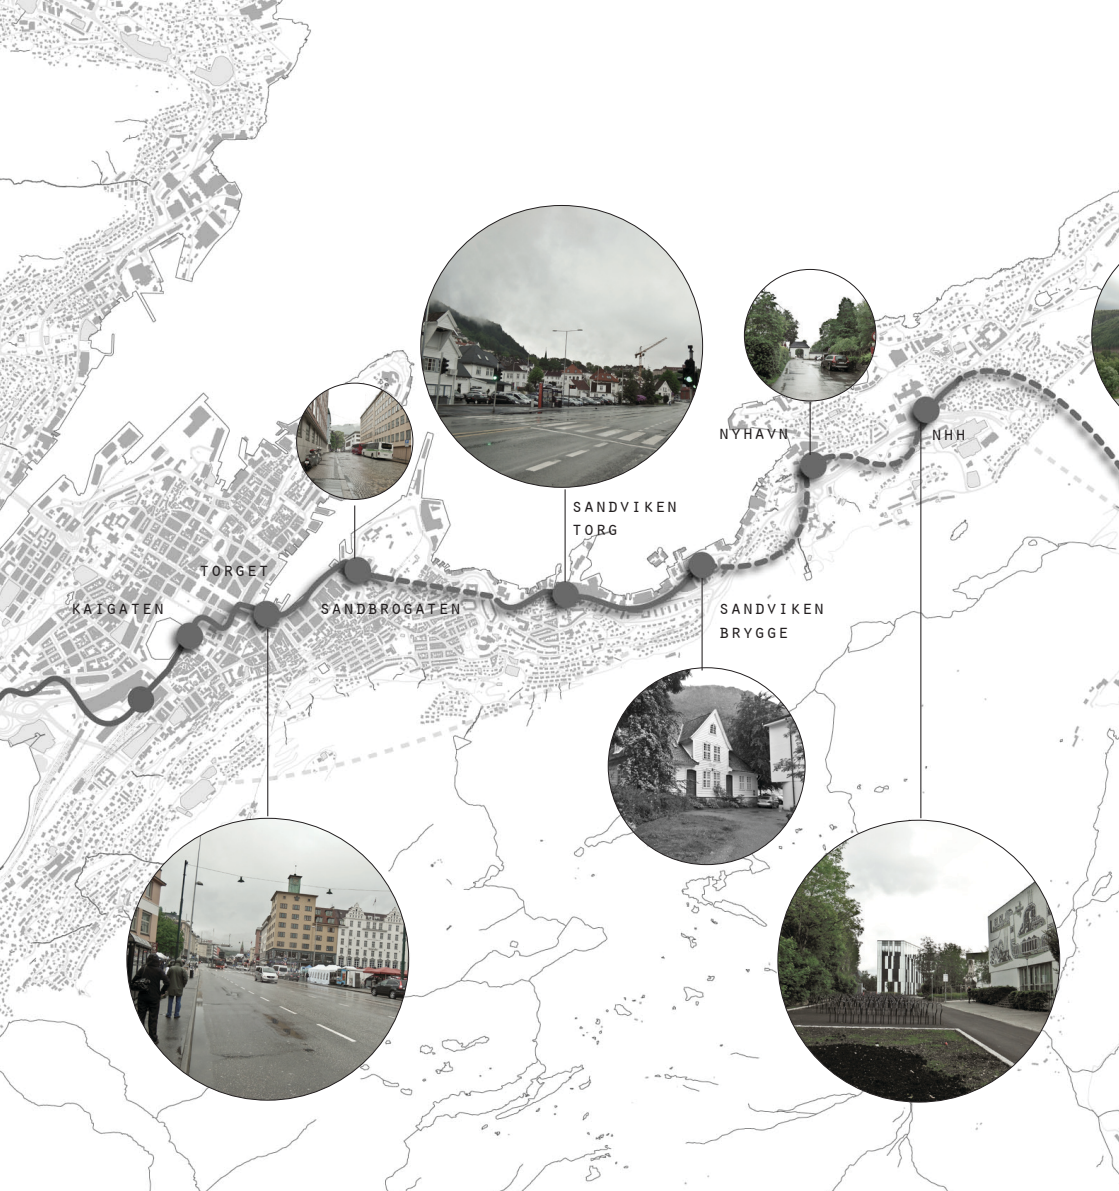 NYHAVN
NHH
SANDVIKEN
TORG
TORGET
KAIGATEN
SANDBROGATEN
SANDVIKEN
BRYGGE